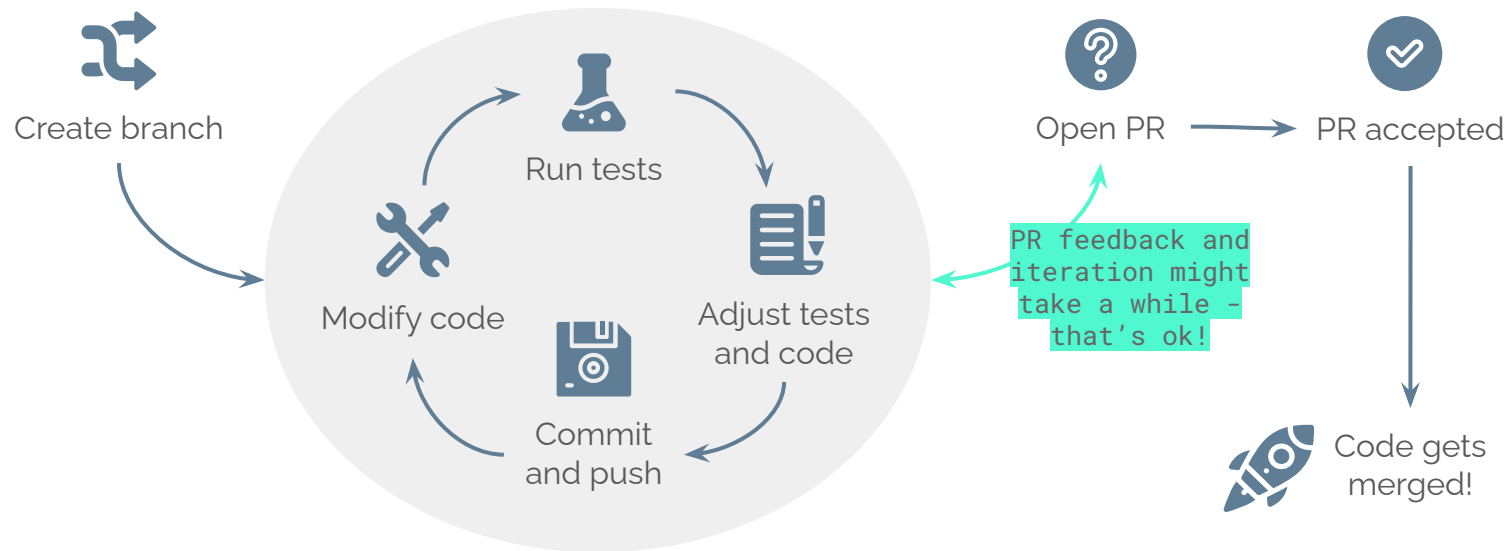 Create branch
Run tests
Modify code
Adjust tests
and code
Commit
and push
Open PR
PR accepted
PR feedback and
iteration might
take a while -
that’s ok!
Code gets
merged!